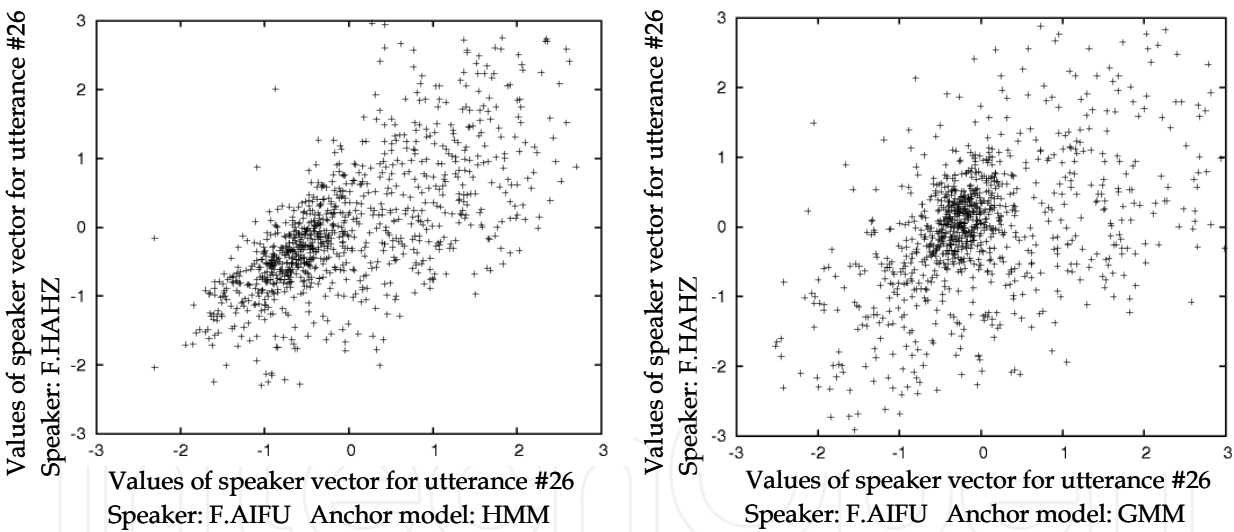 Values of speaker vector for utterance #26
Speaker: F.HAHZ
3
2
1
0
-1
-2
-3
-3 -2 -1 0 1 2 3
Values of speaker vector for utterance #26
Speaker: F.AIFU Anchor model: HMM
Values of speaker vector for utterance #26
Speaker: F.HAHZ
3
2
1
0
-1
-2
-3
-3 -2 -1 0 1 2 3
Values of speaker vector for utterance #26
Speaker: F.AIFU Anchor model: GMM